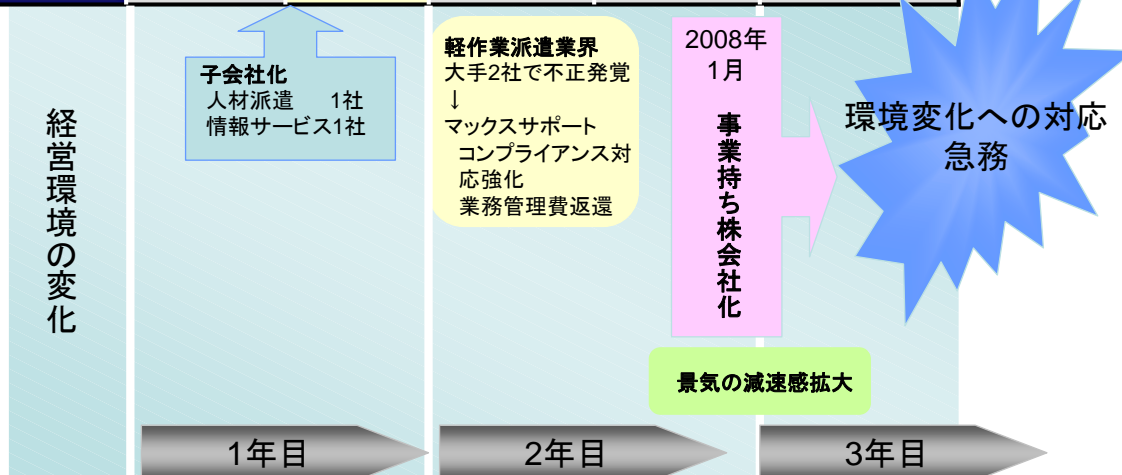 経営環境の変化
子会社化
人材派遣 1社
情報サービス1社
軽作業派遣業界
大手2社で不正発覚
↓
マックスサポート
コンプライアンス対
応強化
業務管理費返還
2008年
1月
事業持ち株会社化
環境変化への対応
急務
景気の減速感拡大
1年目
2年目
3年目